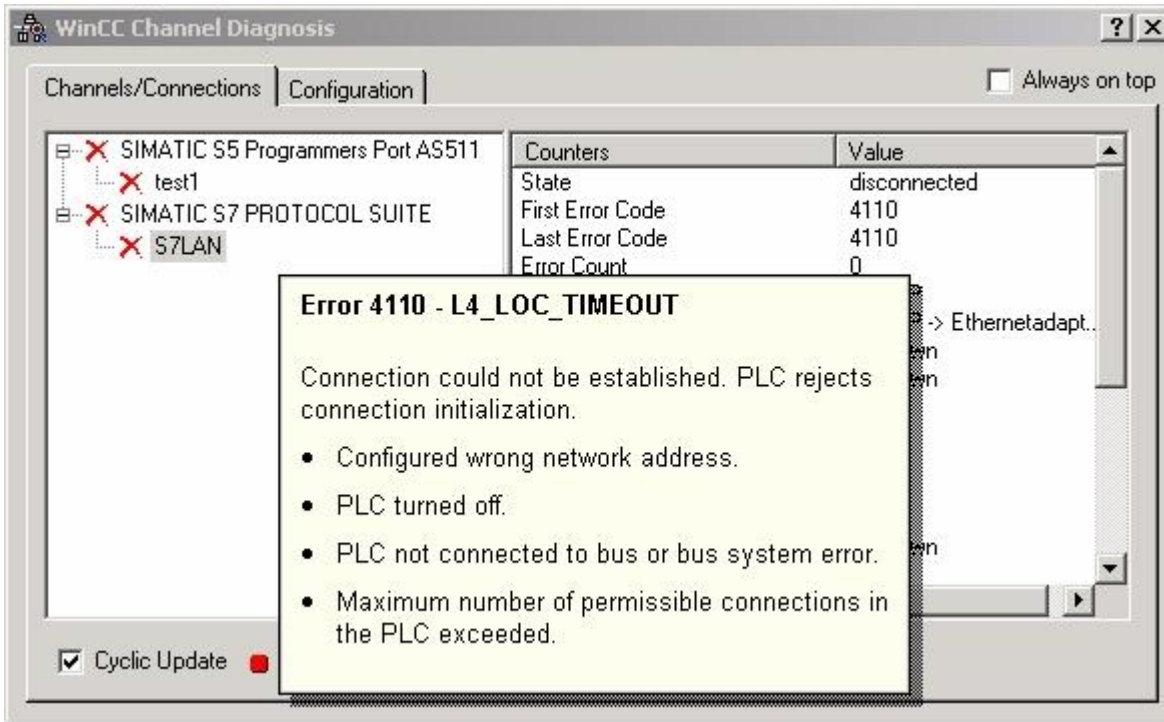 WinCC Channel Diagnosis
Channels/Connections
Configuration
Always on top
SIMATIC S5 Programmers Port AS511
test1
SIMATIC S7 PROTOCOL SUITE
S7LAN
Counters Value
State disconnected
First Error Code 4110
Last Error Code 4110
Error Count 0
-> Ethernetadapt..
Error 4110 - L4_LOC_TIMEOUT
Connection could not be established. PLC rejects
connection initialization.
• Configured wrong network address.
• PLC turned off.
• PLC not connected to bus or bus system error.
• Maximum number of permissible connections in
the PLC exceeded.
Cyclic Update